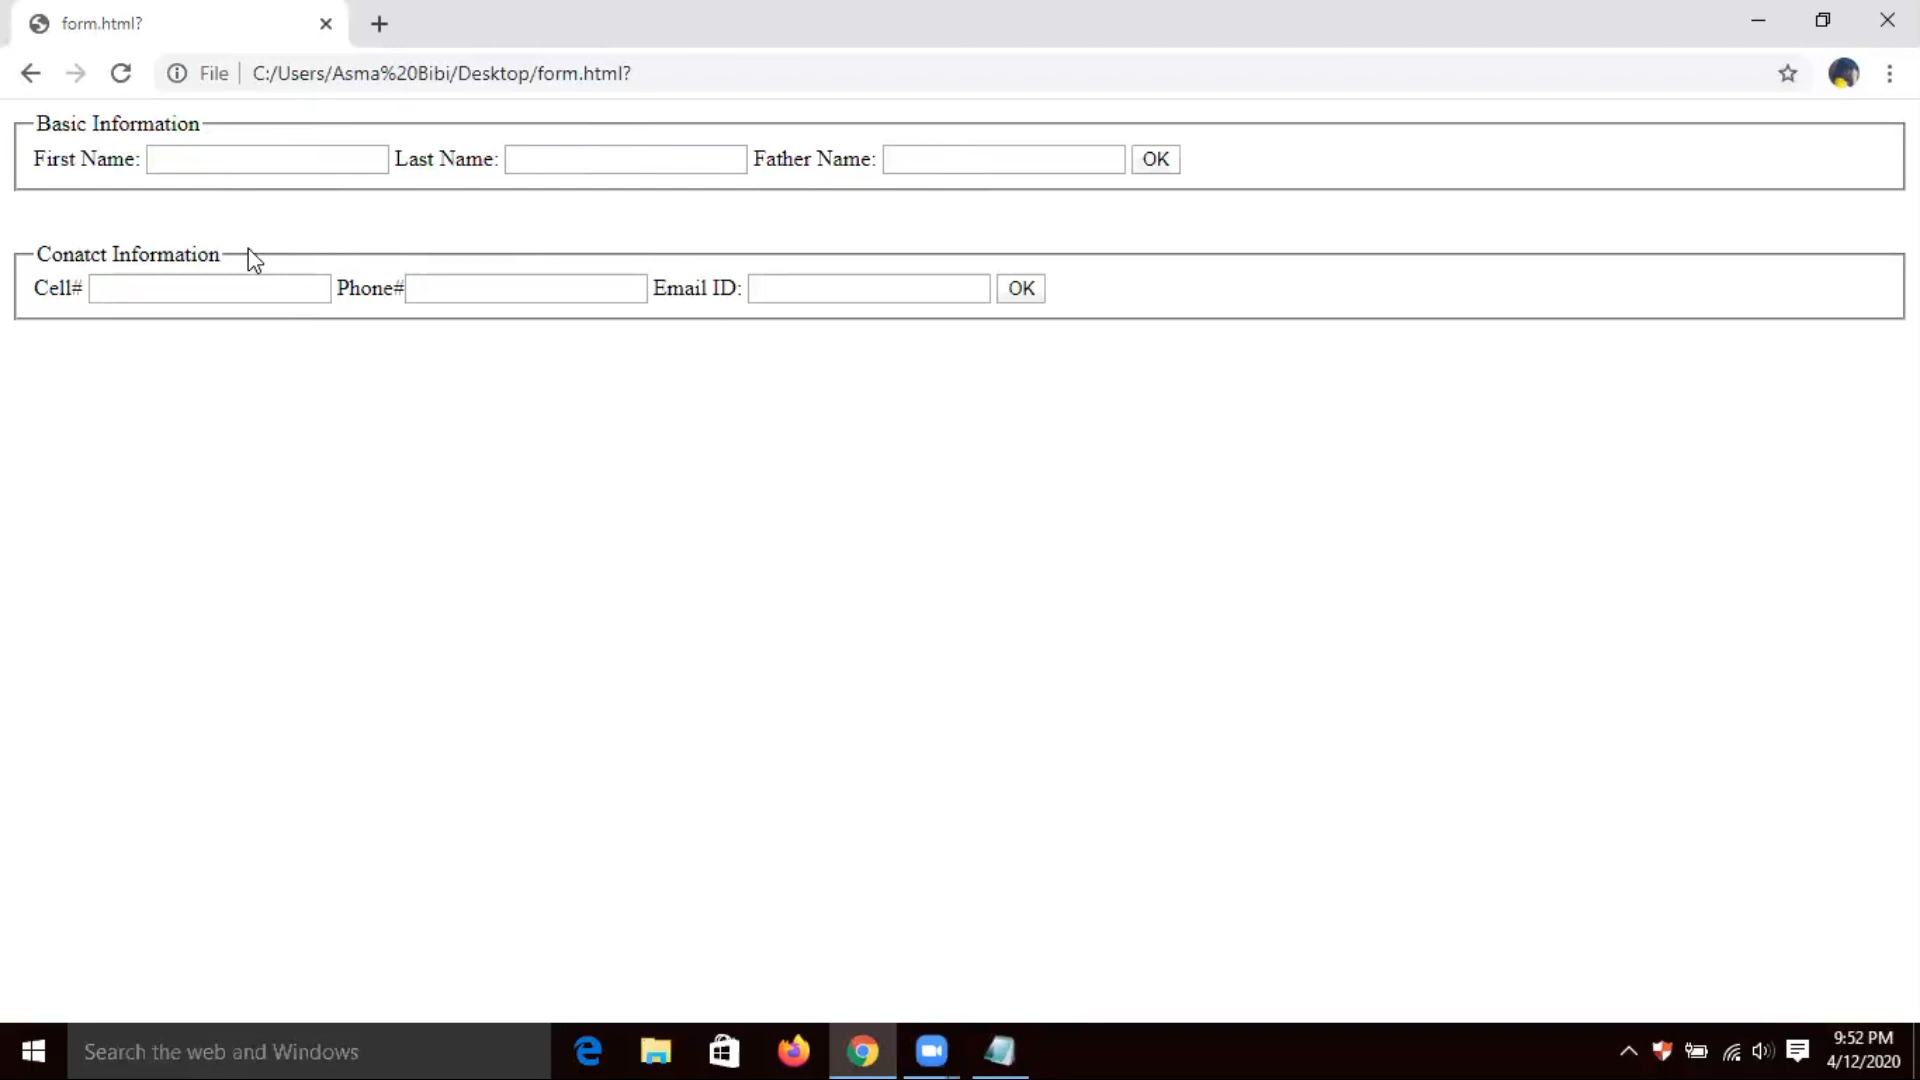 form.html?
File C:/Users/Asma%20Bibi/Desktop/form.html?
Basic Information
First Name: Last Name: Father Name: OK
Conatct Information
Cell# Phone# Email ID: OK
Search the web and Windows
9:52 PM
4/12/2020